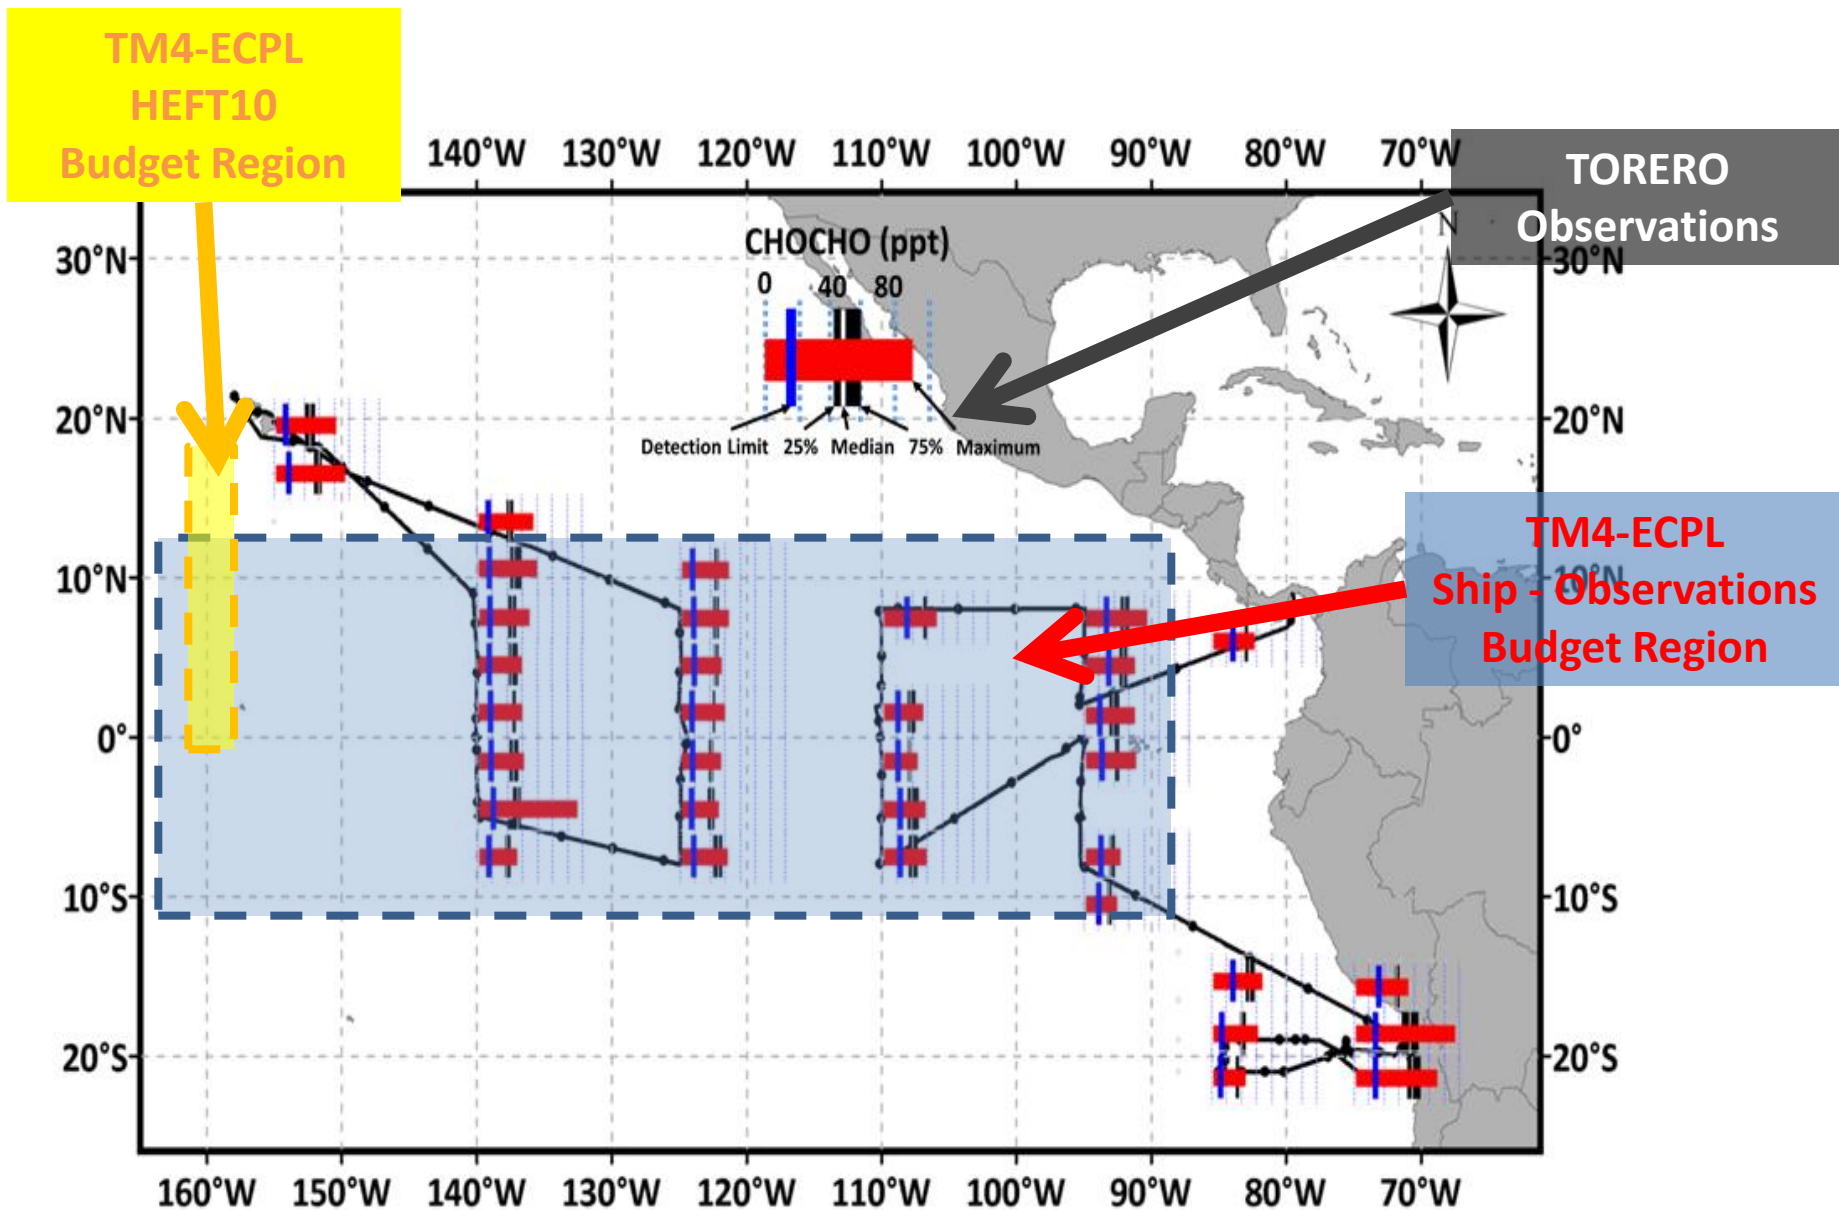 TM4-ECPL
HEFT10
Budget Region
140°W 130°W 120°W 110°W 100°W 90°W 80°W 70°W
TORERO
Observations
N
CHOCHO (ppt)
0 40 80
Detection Limit 25% Median 75% Maximum
30°N 30°N
20°N 20°N
TM4-ECPL
Ship - Observations
Budget Region
10°N 10°N
0° 0°
10°S 10°S
20°S 20°S
160°W 150°W 140°W 130°W 120°W 110°W 100°W 90°W 80°W 70°W